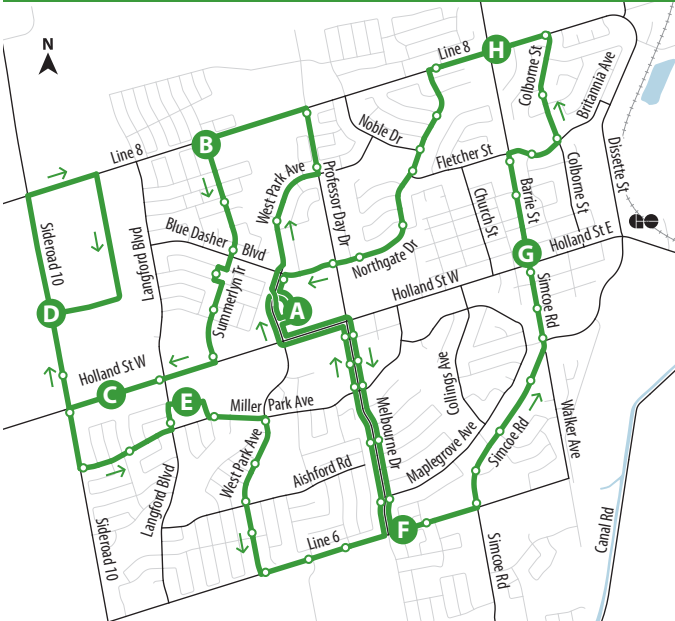 N
H
Line 8
Colborne St
Britannia Ave
B
Noble Dr
Line 8
Fletcher St
Dissette St
West Park Ave
Professor Day Dr
Colborne St
Barrie St
Church St
Sideroad 10
Langford Blvd
Blue Dasher Blvd
Northgate Dr
G
Holland St E
GO
Holland St W
Summerlyn Tr
D
A
Simcoe Rd
Holland St W
C
E
Miller Park Ave
Collings Ave
Melbourne Dr
Walker Ave
Maplegrove Ave
Simcoe Rd
West Park Ave
Aishford Rd
Langford Blvd
Sideroad 10
Line 6
F
Simcoe Rd
Canal Rd